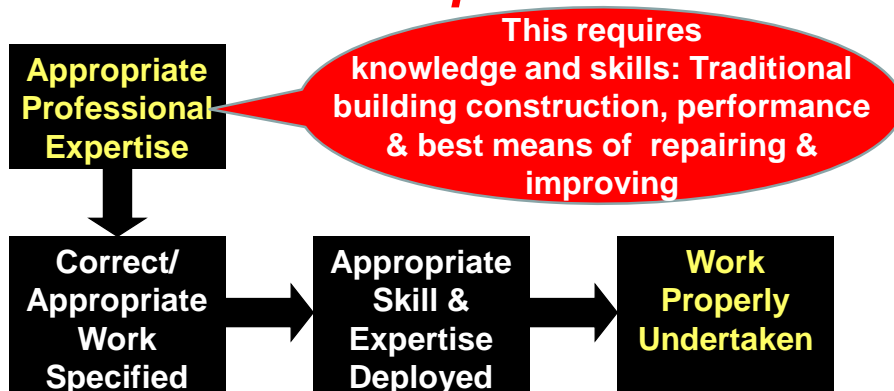 This requires
knowledge and skills: Traditional
building construction, performance
& best means of repairing &
improving
Appropriate
Professional
Expertise
Correct/
Appropriate
Work
Specified
Appropriate
Skill &
Expertise
Deployed
Work
Properly
Undertaken